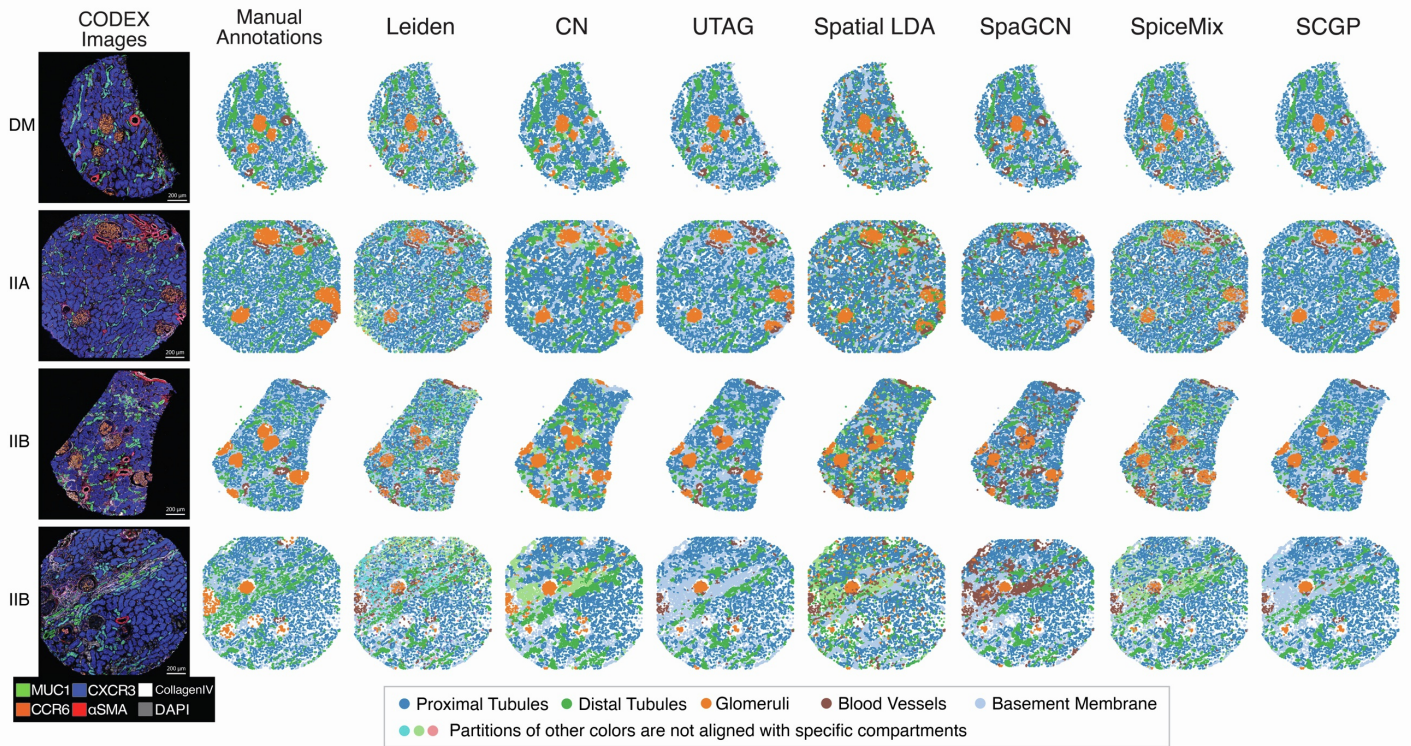 CODEX
Images
Manual
Annotations
Leiden
CN
UTAG
Spatial LDA
SpaGCN
SpiceMix
SCGP
DM
200 µm
IIA
200 µm
IIB
200 µm
IIB
200 µm
MUC1 CXCR3 CollagenIV
CCR6 αSMA DAPI
Proximal Tubules Distal Tubules Glomeruli Blood Vessels Basement Membrane
Partitions of other colors are not aligned with specific compartments